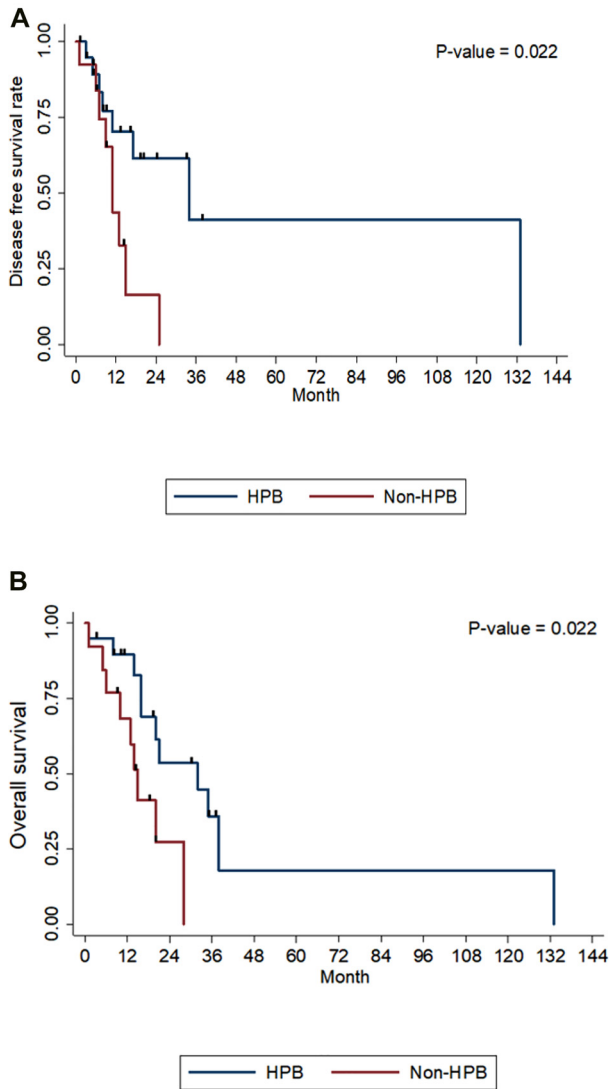 A
P-value = 0.022
Disease free survival rate
1.00
0.75
0.50
0.25
0.00
0 12 24 36 48 60 72 84 96 108 120 132 144
Month
HPB Non-HPB
B
P-value = 0.022
Overall survival
1.00
0.75
0.50
0.25
0.00
0 12 24 36 48 60 72 84 96 108 120 132 144
Month
HPB Non-HPB